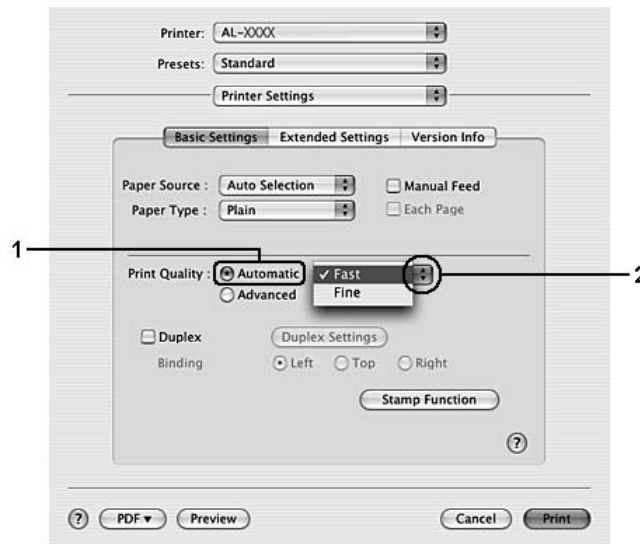 Printer: AL-XXXX
Presets: Standard
Printer Settings
Basic Settings Extended Settings Version Info
Paper Source : Auto Selection Manual Feed
Paper Type : Plain Each Page
1
Print Quality : Automatic ✓ Fast 2
Advanced Fine
Duplex Duplex Settings
Binding Left Top Right
Stamp Function
?
? PDF ▼ Preview Cancel Print